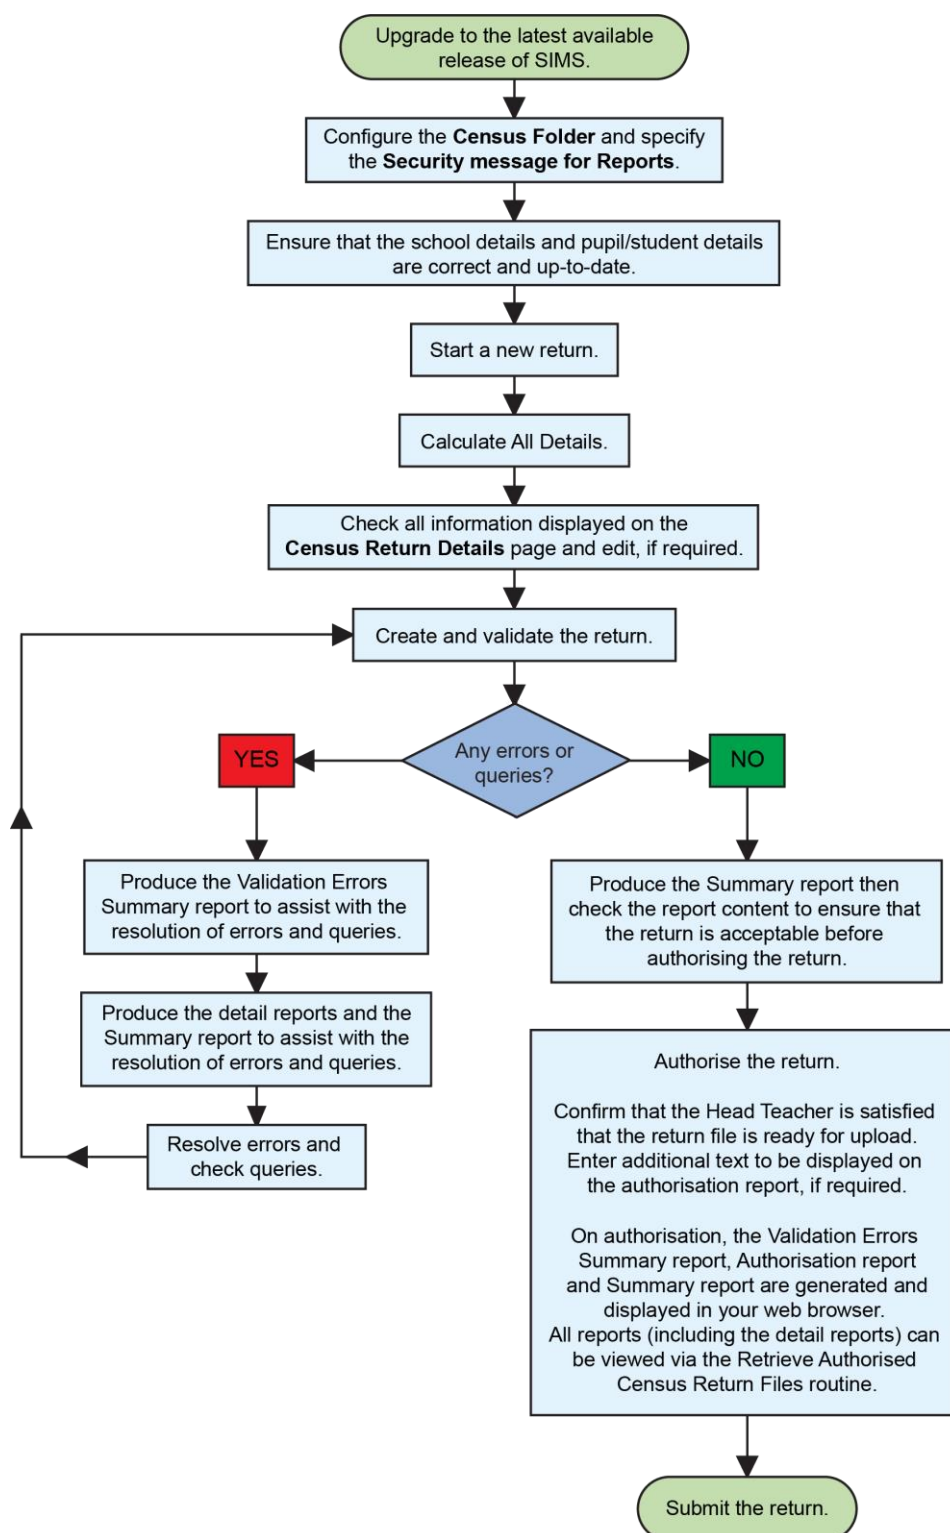 Upgrade to the latest available
release of SIMS.
Configure the Census Folder and specify
the Security message for Reports.
Ensure that the school details and pupil/student details
are correct and up-to-date.
Start a new return.
Calculate All Details.
Check all information displayed on the
Census Return Details page and edit, if required.
Create and validate the return.
Any errors or
queries?
YES
NO
Produce the Validation Errors
Summary report to assist with the
resolution of errors and queries.
Produce the detail reports and the
Summary report to assist with the
resolution of errors and queries.
Resolve errors and
check queries.
Produce the Summary report then
check the report content to ensure that
the return is acceptable before
authorising the return.
Authorise the return.
Confirm that the Head Teacher is satisfied
that the return file is ready for upload.
Enter additional text to be displayed on
the authorisation report, if required.
On authorisation, the Validation Errors
Summary report, Authorisation report
and Summary report are generated and
displayed in your web browser.
All reports (including the detail reports) can
be viewed via the Retrieve Authorised
Census Return Files routine.
Submit the return.